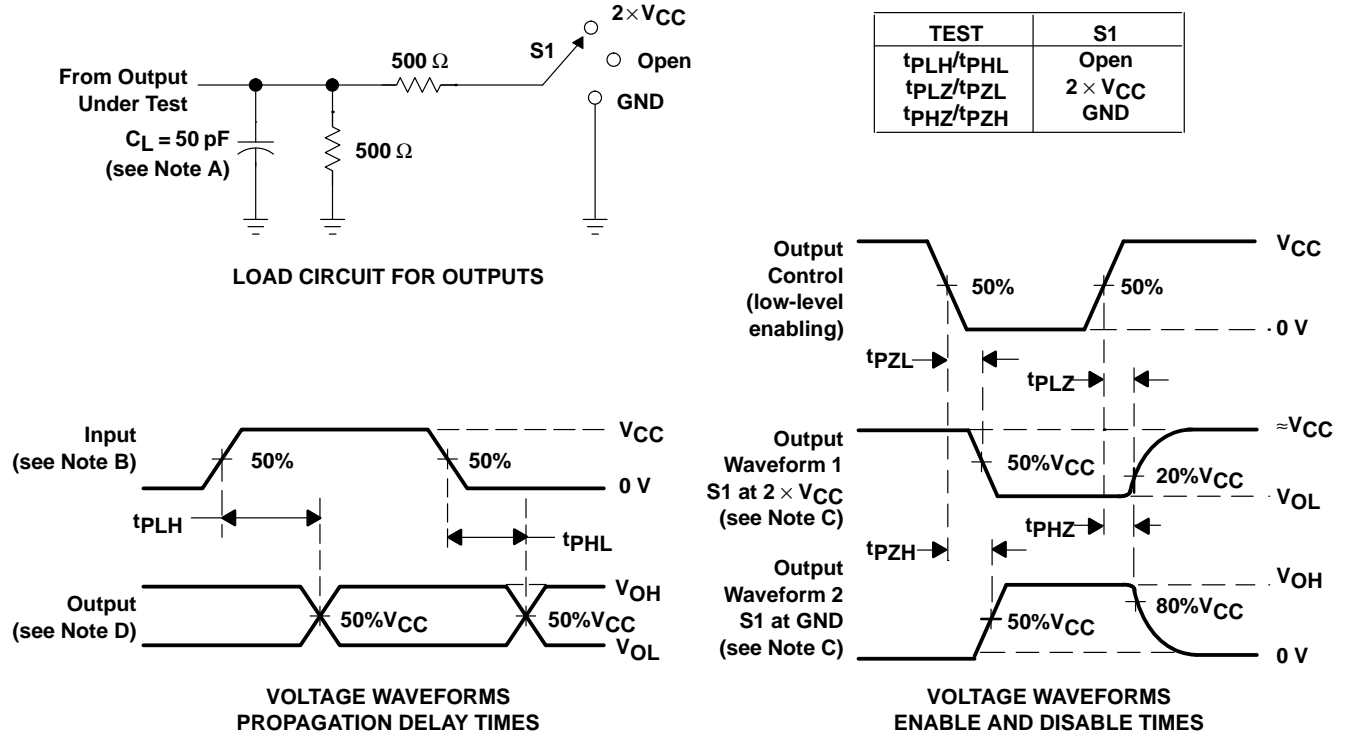 2 × VCC
S1
500 Ω
Open
From Output
Under Test
GND
CL = 50 pF
(see Note A)
500 Ω
LOAD CIRCUIT FOR OUTPUTS
TEST S1
tPLH/tPHL Open
tPLZ/tPZL 2 × VCC
tPHZ/tPZH GND
Input
(see Note B)
VCC
50%
50%
0 V
tPLH
tPHL
Output
(see Note D)
VOH
50%VCC
50%VCC
VOL
VOLTAGE WAVEFORMS
PROPAGATION DELAY TIMES
Output
Control
(low-level
enabling)
VCC
50%
50%
0 V
tPZL
tPLZ
Output
Waveform 1
S1 at 2 × VCC
(see Note C)
≈VCC
50%VCC
20%VCC
VOL
tPHZ
tPZH
Output
Waveform 2
S1 at GND
(see Note C)
VOH
50%VCC
80%VCC
0 V
VOLTAGE WAVEFORMS
ENABLE AND DISABLE TIMES